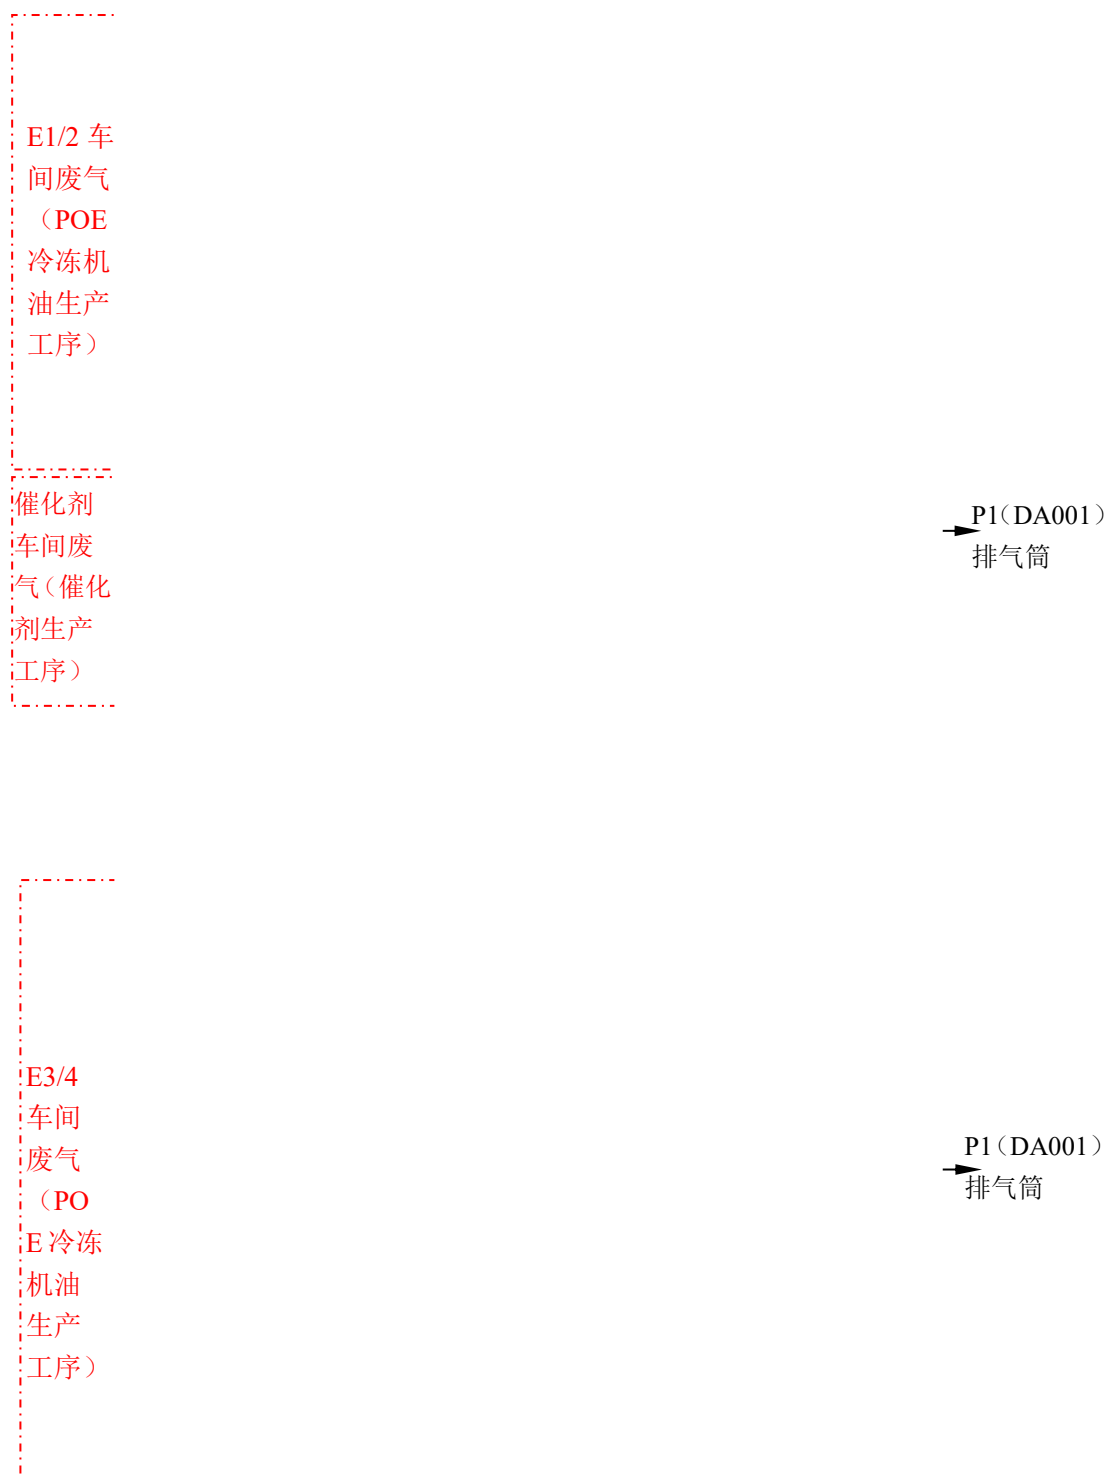 E1/2 车
间废气
（POE
冷冻机
油生产
工序）
催化剂
车间废
气（催化
剂生产
工序）
P1（DA001）
排气筒
E3/4
车间
废气
（PO
E 冷冻
机油
生产
工序）
P1（DA001）
排气筒